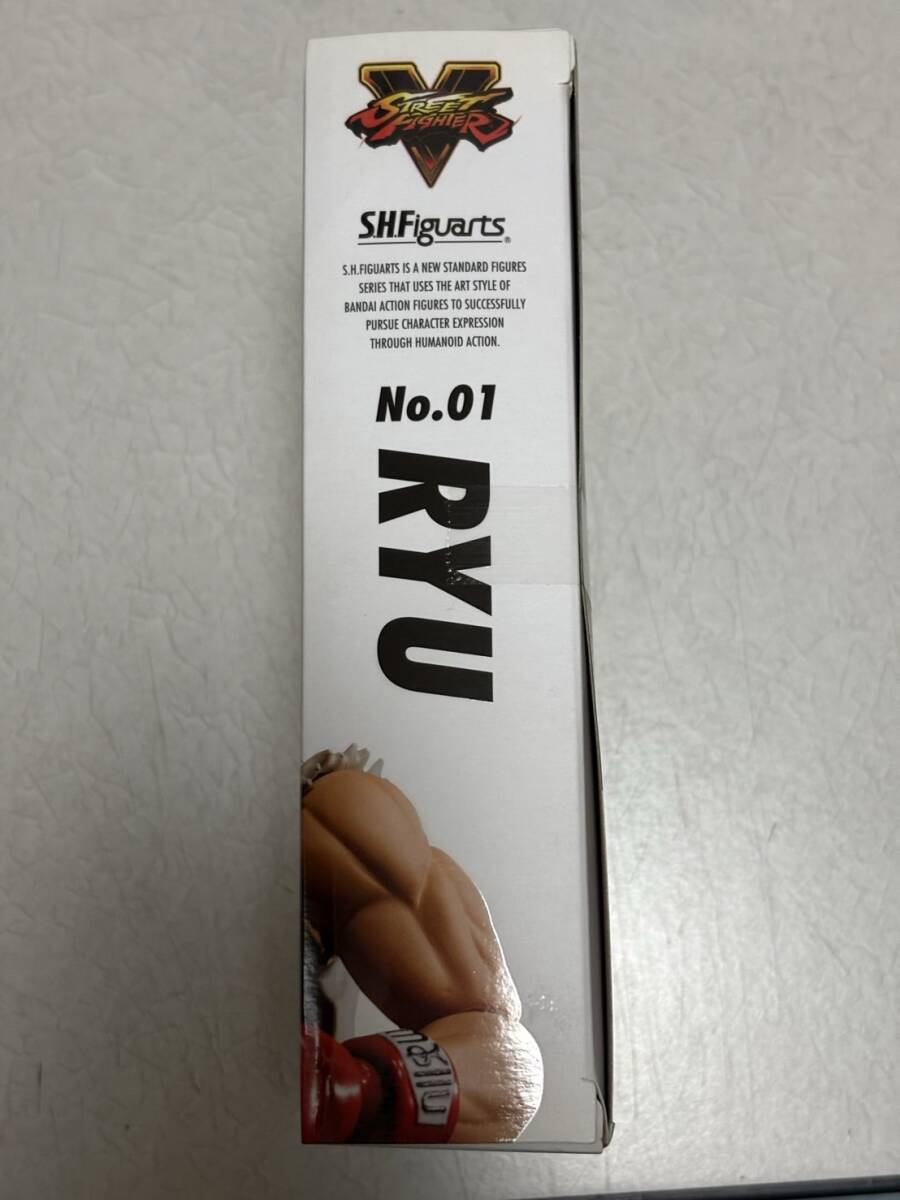 V
STREET
FIGHTER
S.H.Figuarts®
S.H.FIGUARTS IS A NEW STANDARD FIGURES
SERIES THAT USES THE ART STYLE OF
BANDAI ACTION FIGURES TO SUCCESSFULLY
PURSUE CHARACTER EXPRESSION
THROUGH HUMANOID ACTION.
No.01
RYU